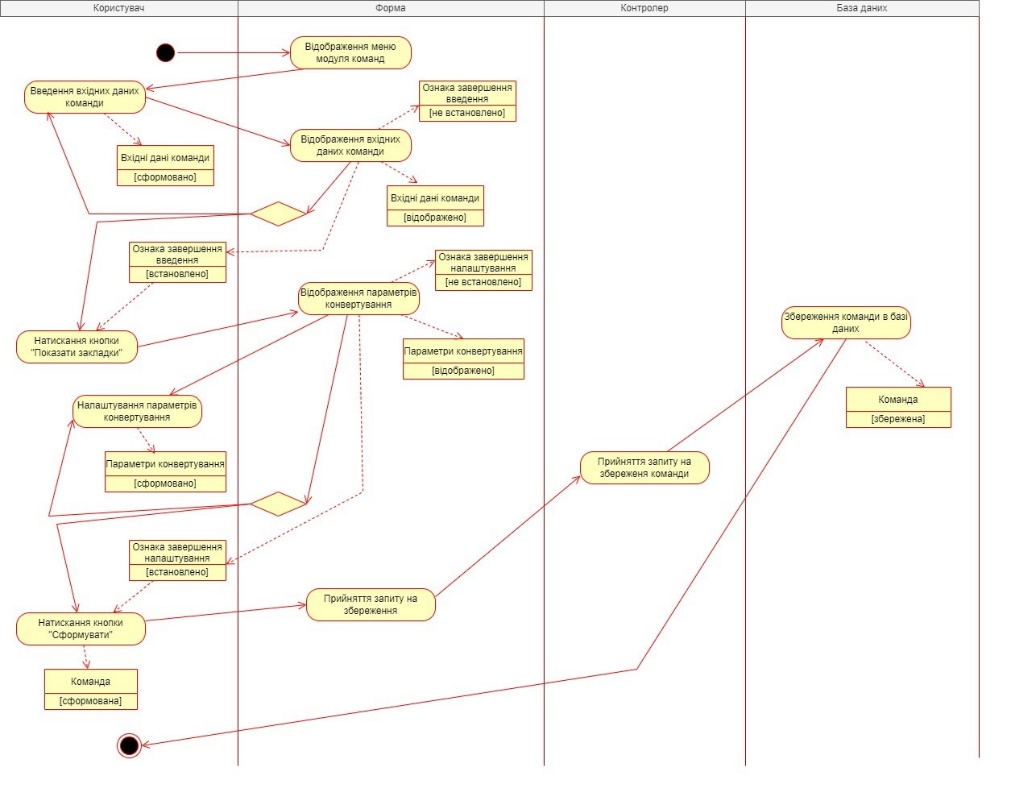 Користувач
Форма
Контролер
База даних
Відображення меню
модуля команд
Введення вхідних даних
команди
Ознака завершення
введення
[не встановлено]
Вхідні дані команди
[сформовано]
Відображення вхідних
даних команди
Вхідні дані команди
[відображено]
Ознака завершення
введення
[встановлено]
Ознака завершення
налаштування
[не встановлено]
Відображення параметрів
конвертування
Збереження команди в базі
даних
Натискання кнопки
"Показати закладки"
Параметри конвертування
[відображено]
Команда
[збережена]
Налаштування параметрів
конвертування
Параметри конвертування
[сформовано]
Прийняття запиту на
збереженя команди
Ознака завершення
налаштування
[встановлено]
Прийняття запиту на
збереження
Натискання кнопки
"Сформувати"
Команда
[сформована]